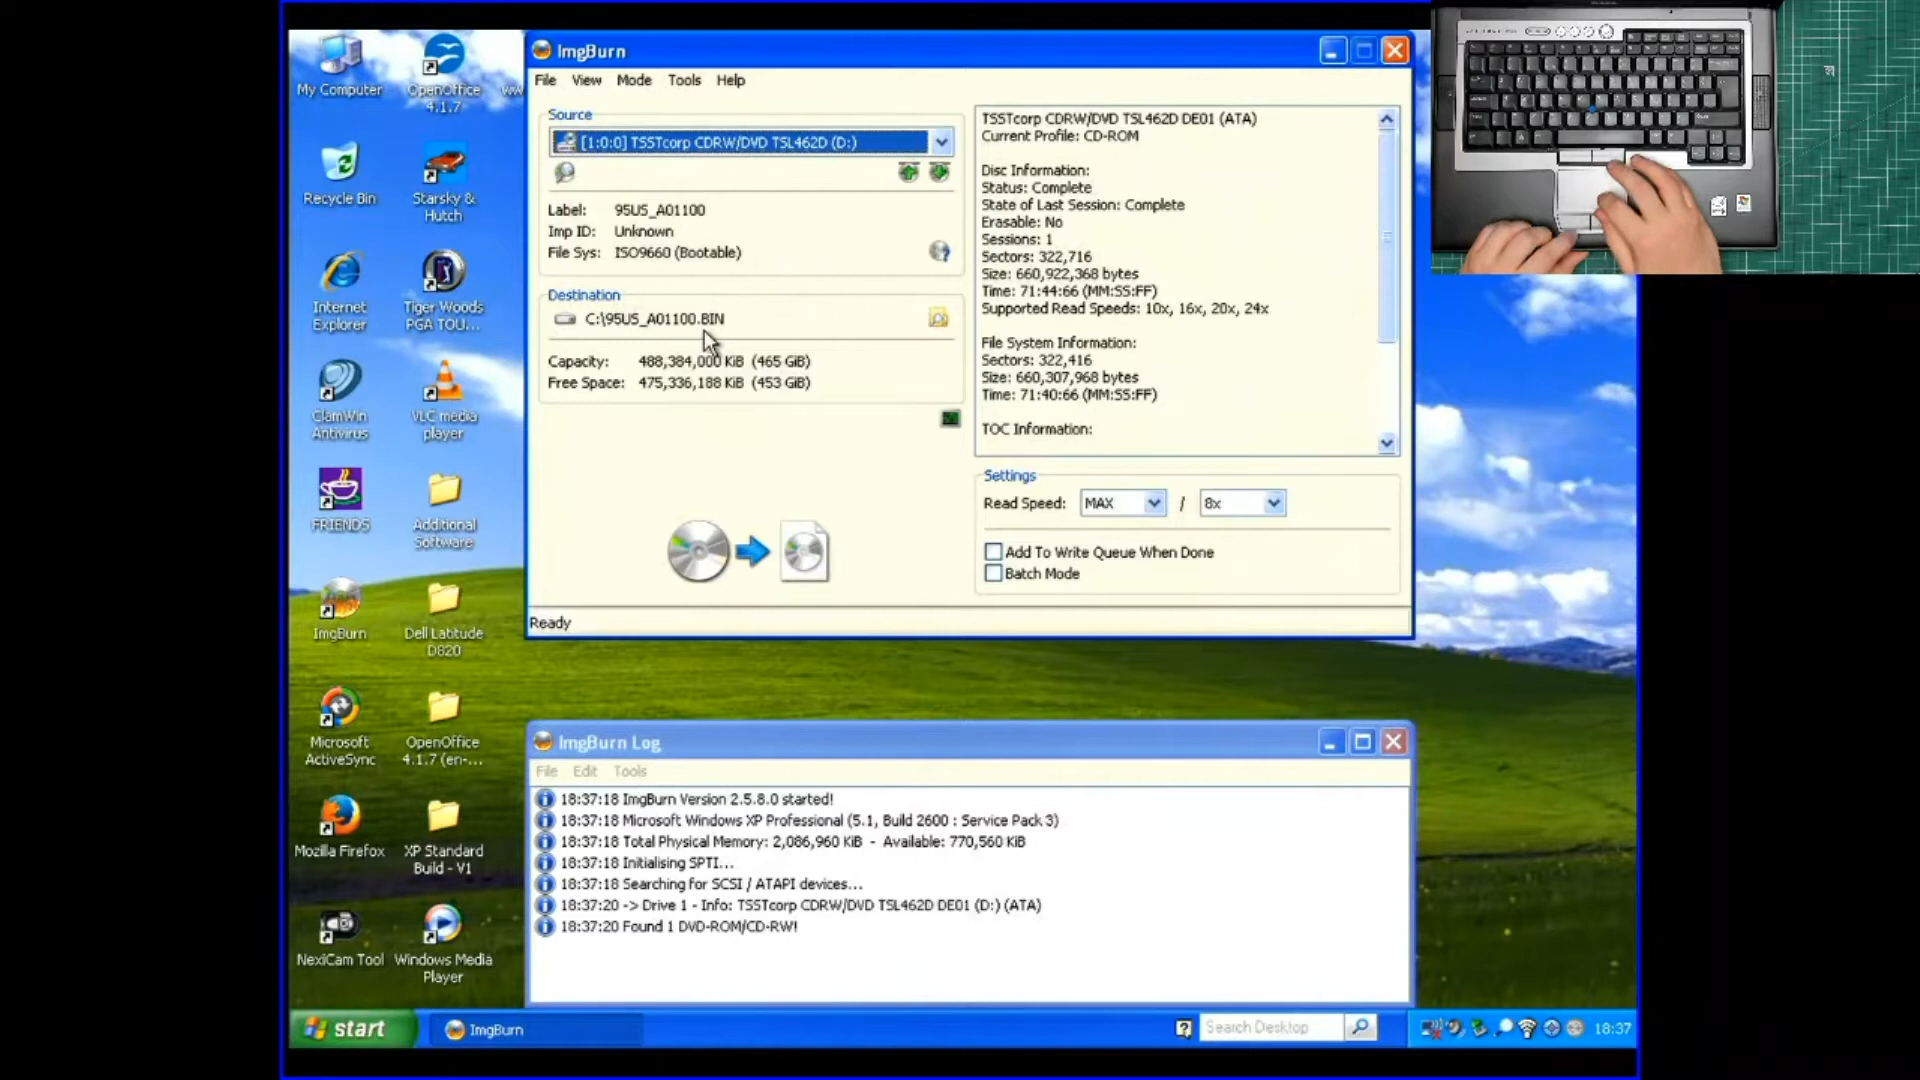 My Computer
OpenOffice
4.1.7
Recycle Bin
Starsky &
Hutch
Internet
Explorer
Tiger Woods
PGA TOU...
ClamWin
Antivirus
VLC media
player
FRIENDS
Additional
Software
ImgBurn
Dell Latitude
D820
Microsoft
ActiveSync
OpenOffice
4.1.7 (en-...
Mozilla Firefox
XP Standard
Build - V1
NexiCam Tool
Windows Media
Player
ImgBurn
File View Mode Tools Help
Source
[1:0:0] TSSTcorp CDRW/DVD TSL462D (D:)
Label: 95US_A01100
Imp ID: Unknown
File Sys: ISO9660 (Bootable)
Destination
C:\95US_A01100.BIN
Capacity: 488,384,000 KiB (465 GiB)
Free Space: 475,336,188 KiB (453 GiB)
Ready
TSSTcorp CDRW/DVD TSL462D DE01 (ATA)
Current Profile: CD-ROM
Disc Information:
Status: Complete
State of Last Session: Complete
Erasable: No
Sessions: 1
Sectors: 322,716
Size: 660,922,368 bytes
Time: 71:44:66 (MM:SS:FF)
Supported Read Speeds: 10x, 16x, 20x, 24x
File System Information:
Sectors: 322,416
Size: 660,307,968 bytes
Time: 71:40:66 (MM:SS:FF)
TOC Information:
Settings
Read Speed: MAX / 8x
Add To Write Queue When Done
Batch Mode
ImgBurn Log
File Edit Tools
18:37:18 ImgBurn Version 2.5.8.0 started!
18:37:18 Microsoft Windows XP Professional (5.1, Build 2600 : Service Pack 3)
18:37:18 Total Physical Memory: 2,086,960 KiB - Available: 770,560 KiB
18:37:18 Initialising SPTI...
18:37:18 Searching for SCSI / ATAPI devices...
18:37:20 -> Drive 1 - Info: TSSTcorp CDRW/DVD TSL462D DE01 (D:) (ATA)
18:37:20 Found 1 DVD-ROM/CD-RW!
start
ImgBurn
Search Desktop
18:37